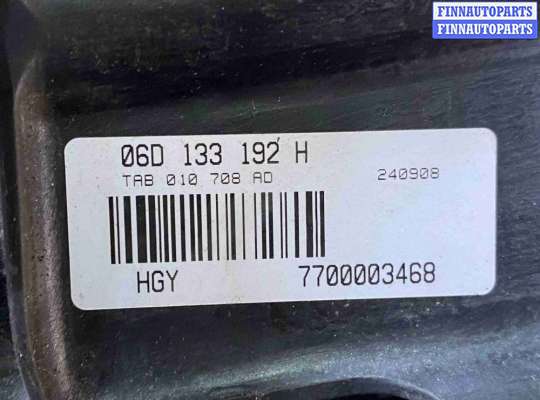 FINNAUTOPARTS
FINNAUTOPARTS
06D 133 192 H
TAB 010 708 AD 240908
HGY 7700003468